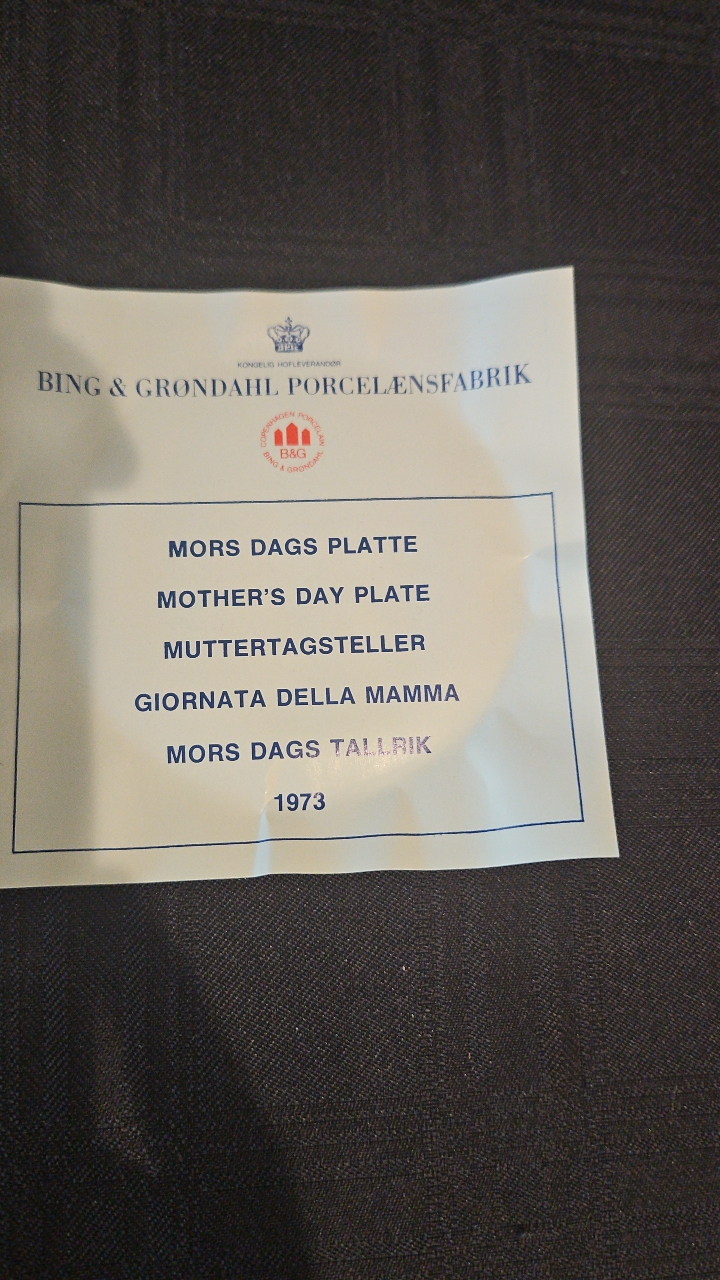 KONGELIG HOFLEVERANDØR
BING & GRØNDAHL PORCELÆNSFABRIK
COPENHAGEN PORCELAIN
B&G
BING & GRØNDAHL
MORS DAGS PLATTE
MOTHER'S DAY PLATE
MUTTERTAGSTELLER
GIORNATA DELLA MAMMA
MORS DAGS TALLRIK
1973